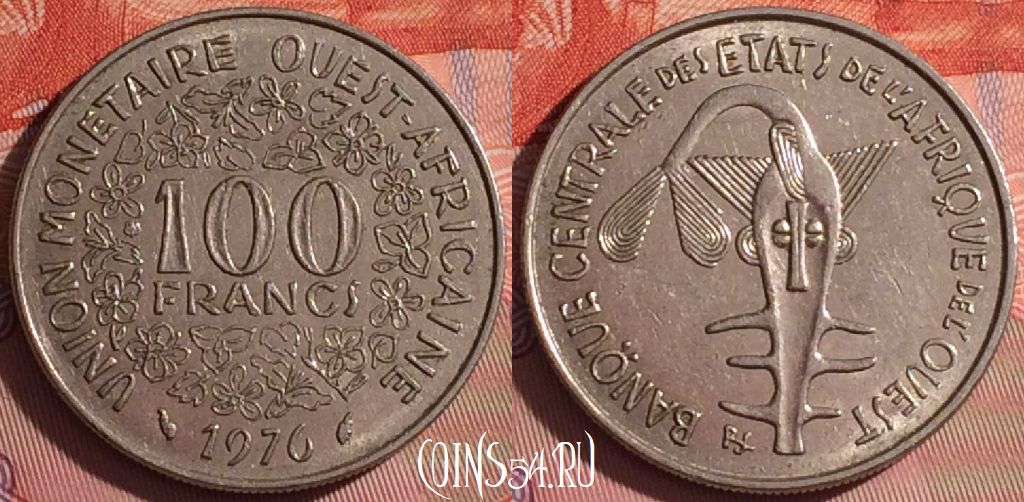 UNION MONETAIRE OUEST-AFRICAINE
100
FRANCS
1976
BANQUE CENTRALE DES ETATS DE L'AFRIQUE DE L'OUEST
COINS54.RU